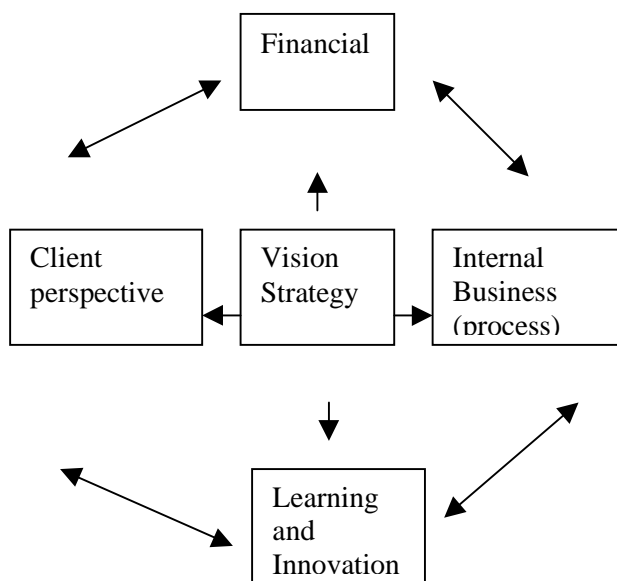 Financial
Client
perspective
Vision
Strategy
Internal
Business
(process)
Learning
and
Innovation